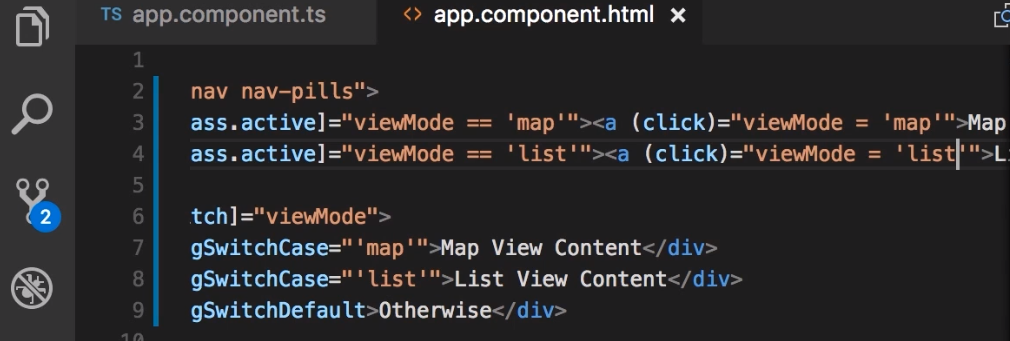 TS app.component.ts
<> app.component.html ×
1
2 nav nav-pills">
3 ass.active]="viewMode == 'map'"><a (click)="viewMode = 'map'">Map
4 ass.active]="viewMode == 'list'"><a (click)="viewMode = 'list'">Li
5
6 tch]="viewMode">
7 gSwitchCase="'map'">Map View Content</div>
8 gSwitchCase="'list'">List View Content</div>
9 gSwitchDefault>Otherwise</div>
10
2